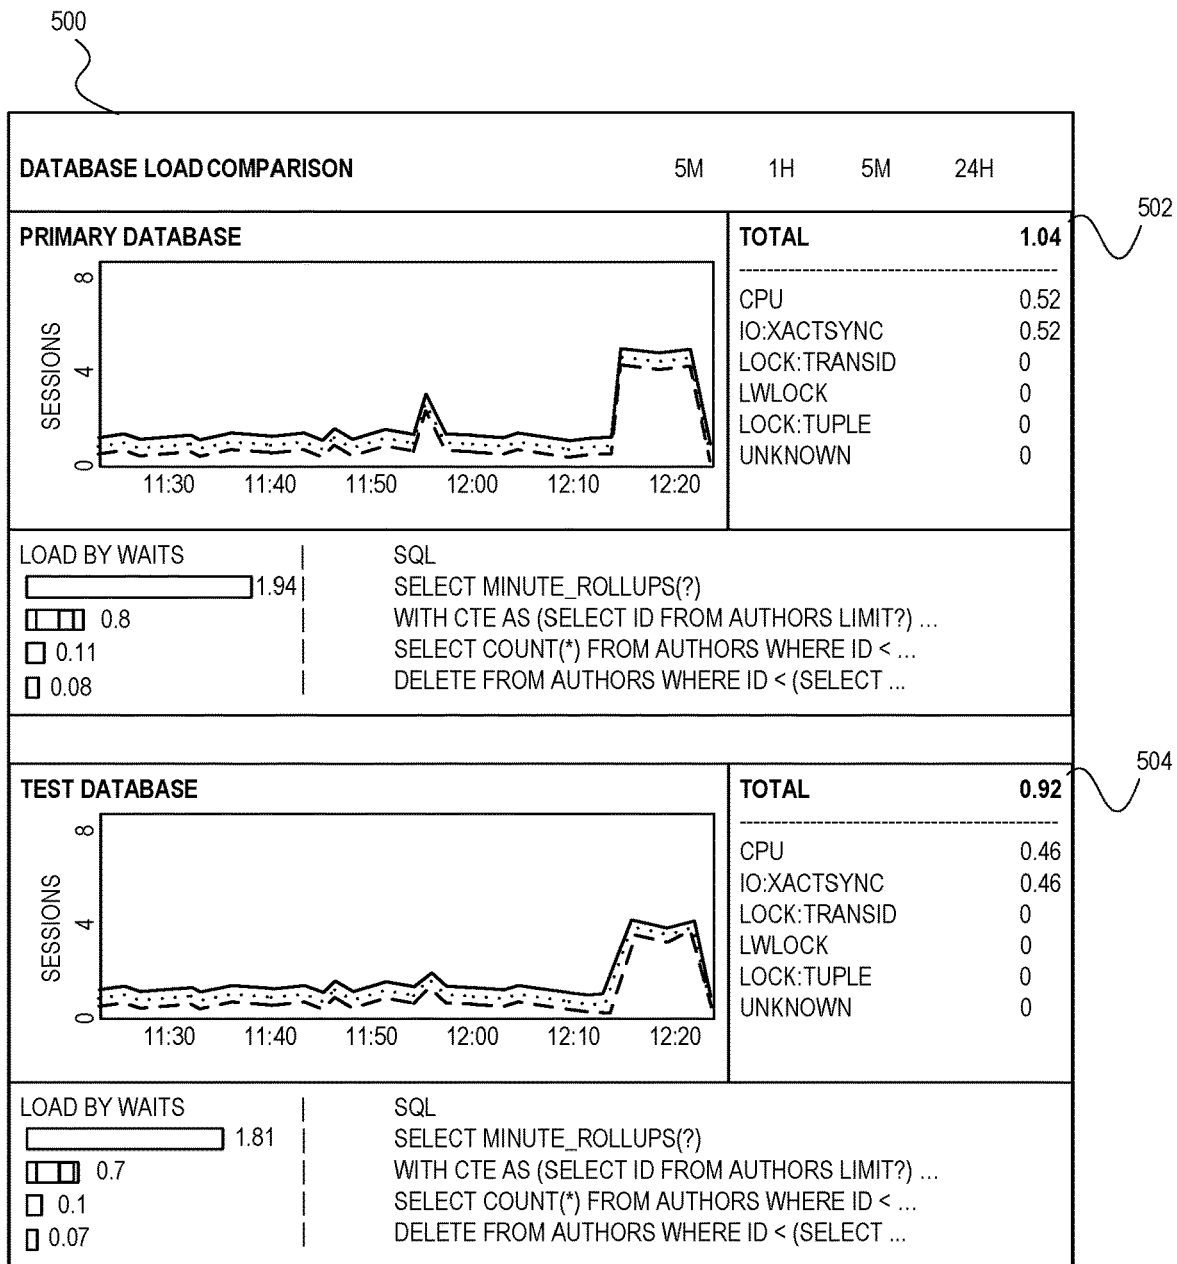 500
DATABASE LOAD COMPARISON 5M 1H 5M 24H
502
PRIMARY DATABASE
TOTAL 1.04
--------------------------------------------
8
4
0
SESSIONS
11:30 11:40 11:50 12:00 12:10 12:20
CPU 0.52
IO:XACTSYNC 0.52
LOCK:TRANSID 0
LWLOCK 0
LOCK:TUPLE 0
UNKNOWN 0
LOAD BY WAITS | SQL
1.94 | SELECT MINUTE_ROLLUPS(?)
0.8 | WITH CTE AS (SELECT ID FROM AUTHORS LIMIT?) ...
0.11 | SELECT COUNT(*) FROM AUTHORS WHERE ID < ...
0.08 | DELETE FROM AUTHORS WHERE ID < (SELECT ...
504
TEST DATABASE
TOTAL 0.92
--------------------------------------------
8
4
0
SESSIONS
11:30 11:40 11:50 12:00 12:10 12:20
CPU 0.46
IO:XACTSYNC 0.46
LOCK:TRANSID 0
LWLOCK 0
LOCK:TUPLE 0
UNKNOWN 0
LOAD BY WAITS | SQL
1.81 | SELECT MINUTE_ROLLUPS(?)
0.7 | WITH CTE AS (SELECT ID FROM AUTHORS LIMIT?) ...
0.1 | SELECT COUNT(*) FROM AUTHORS WHERE ID < ...
0.07 | DELETE FROM AUTHORS WHERE ID < (SELECT ...